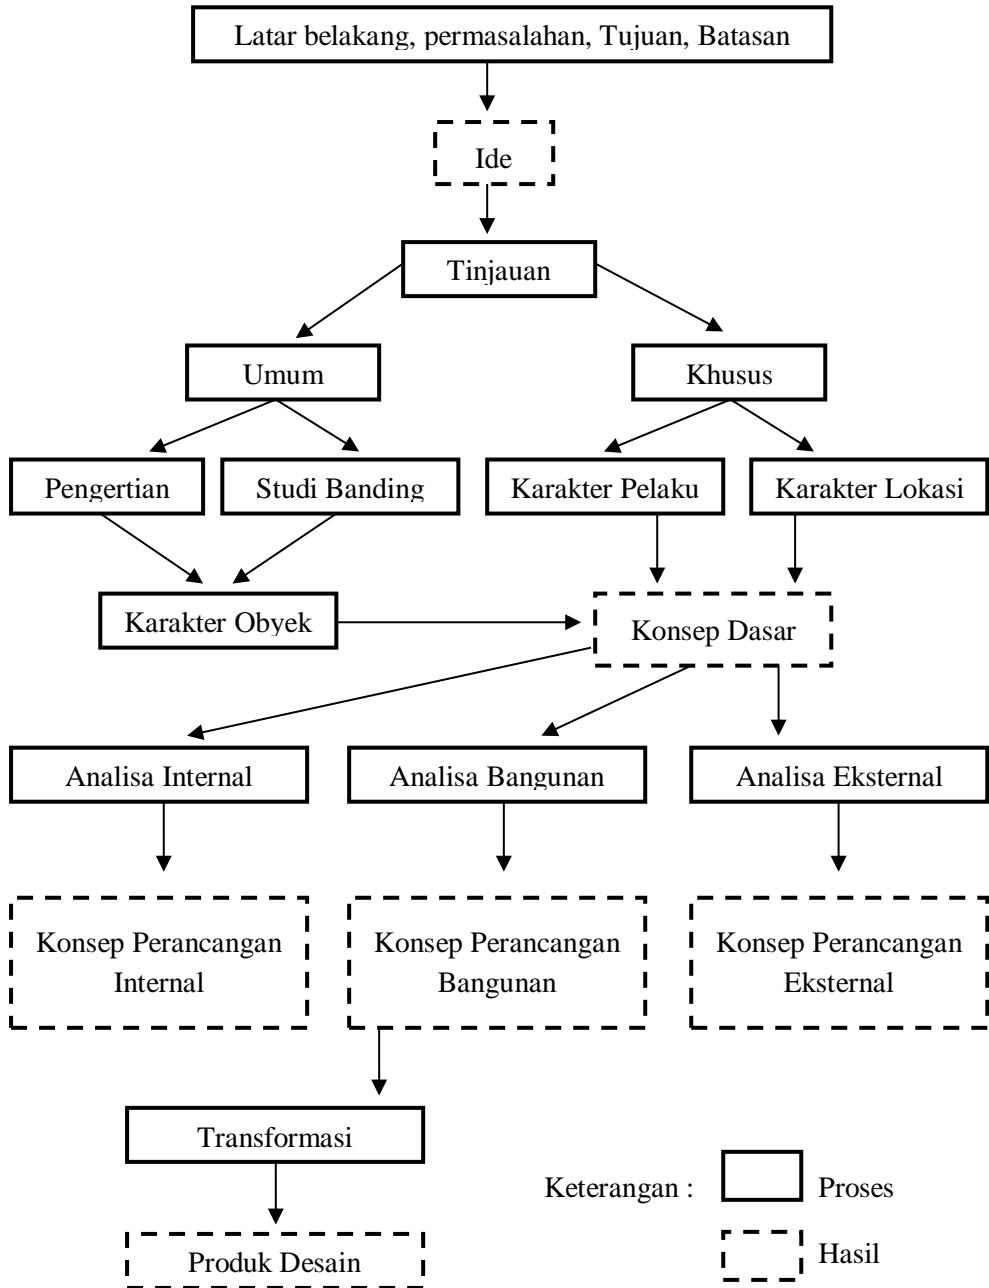 Latar belakang, permasalahan, Tujuan, Batasan
Ide
Tinjauan
Umum
Khusus
Pengertian
Studi Banding
Karakter Pelaku
Karakter Lokasi
Karakter Obyek
Konsep Dasar
Analisa Internal
Analisa Bangunan
Analisa Eksternal
Konsep Perancangan
Internal
Konsep Perancangan
Bangunan
Konsep Perancangan
Eksternal
Transformasi
Keterangan :
Proses
Produk Desain
Hasil